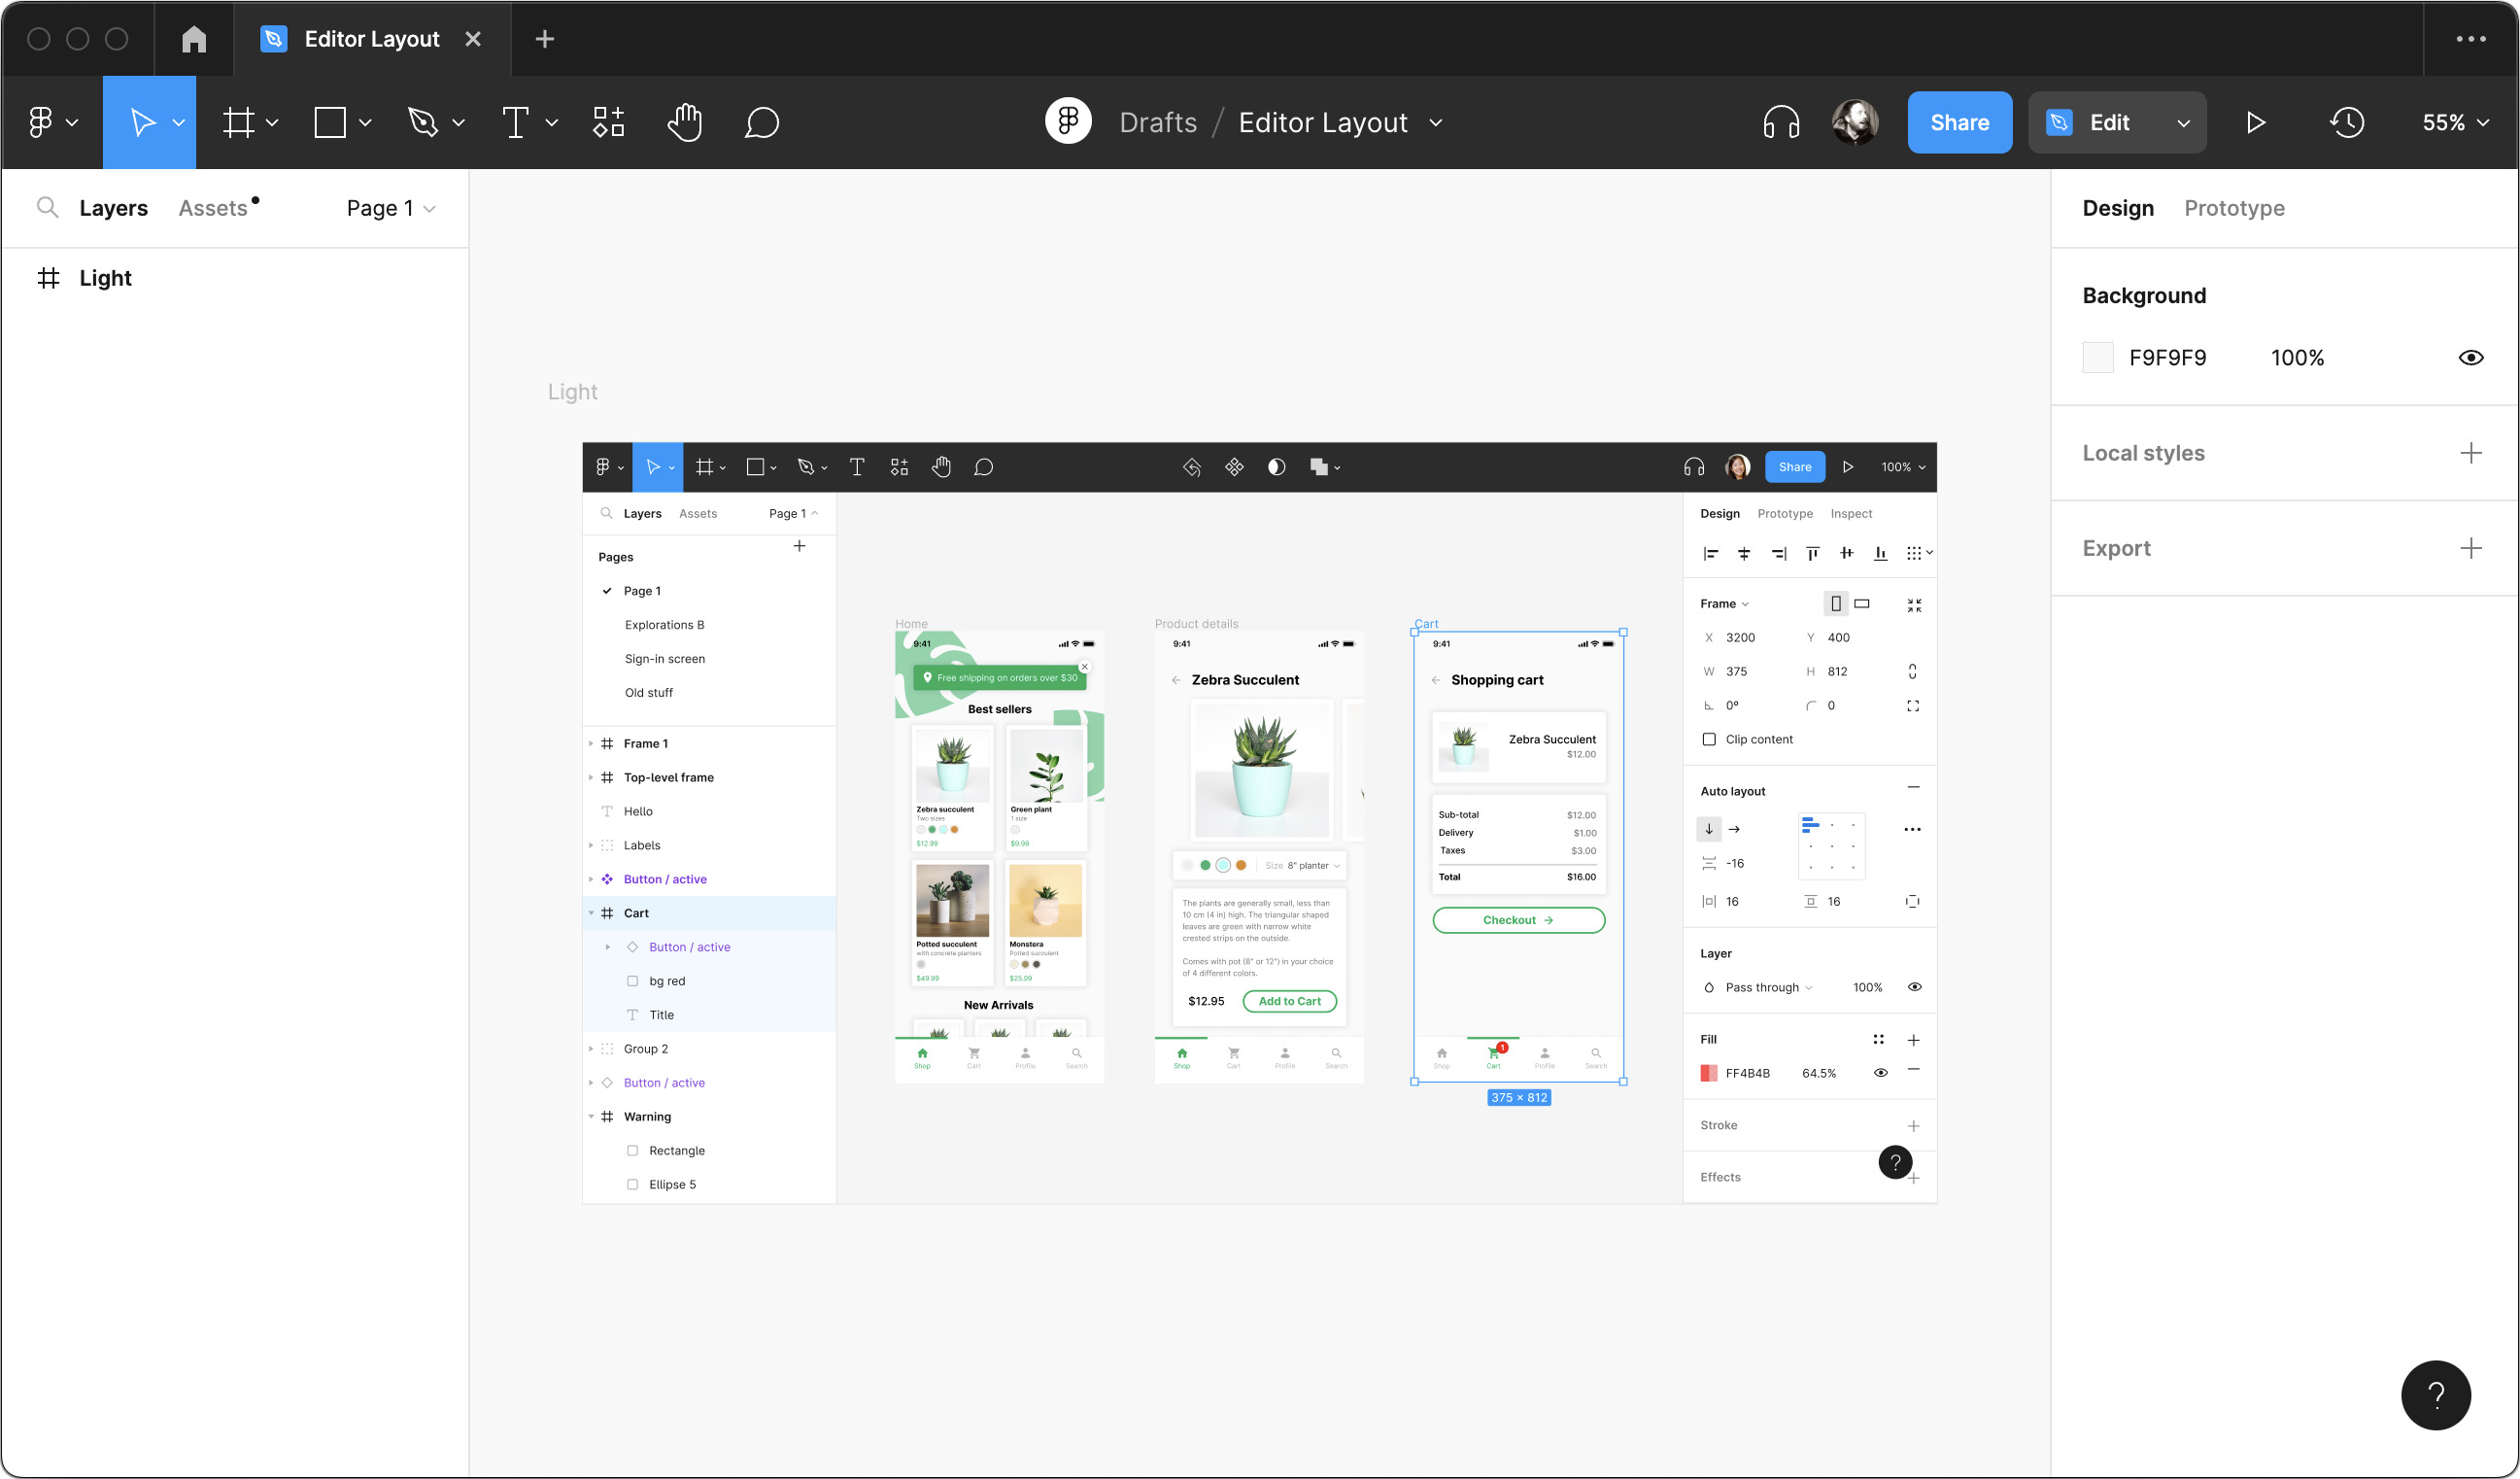 Editor Layout
Drafts / Editor Layout
Share
Edit
55%
Layers Assets Page 1
Light
Design Prototype
Background
F9F9F9 100%
Local styles
Export
Light
Share 100%
Layers Assets Page 1
Pages
Page 1
Explorations B
Sign-in screen
Old stuff
Frame 1
Top-level frame
Hello
Labels
Button / active
Cart
Button / active
bg red
Title
Group 2
Button / active
Warning
Rectangle
Ellipse 5
Home
9:41
Free shipping on orders over $30
Best sellers
Zebra succulent
Two sizes
$12.99
Green plant
1 size
$9.99
Potted succulent
with concrete planters
$49.99
Monstera
Potted succulent
$25.99
New Arrivals
Shop Cart Profile Search
Product details
9:41
Zebra Succulent
Size 8" planter
The plants are generally small, less than
10 cm (4 in) high. The triangular shaped
leaves are green with narrow white
crested strips on the outside.
Comes with pot (8" or 12") in your choice
of 4 different colors.
$12.95 Add to Cart
Shop Cart Profile Search
Cart
9:41
Shopping cart
Zebra Succulent
$12.00
Sub-total $12.00
Delivery $1.00
Taxes $3.00
Total $16.00
Checkout
1
Shop Cart Profile Search
375 × 812
Design Prototype Inspect
Frame
X 3200 Y 400
W 375 H 812
0° 0
Clip content
Auto layout
-16
16 16
Layer
Pass through 100%
Fill
FF4B4B 64.5%
Stroke
Effects
?
?